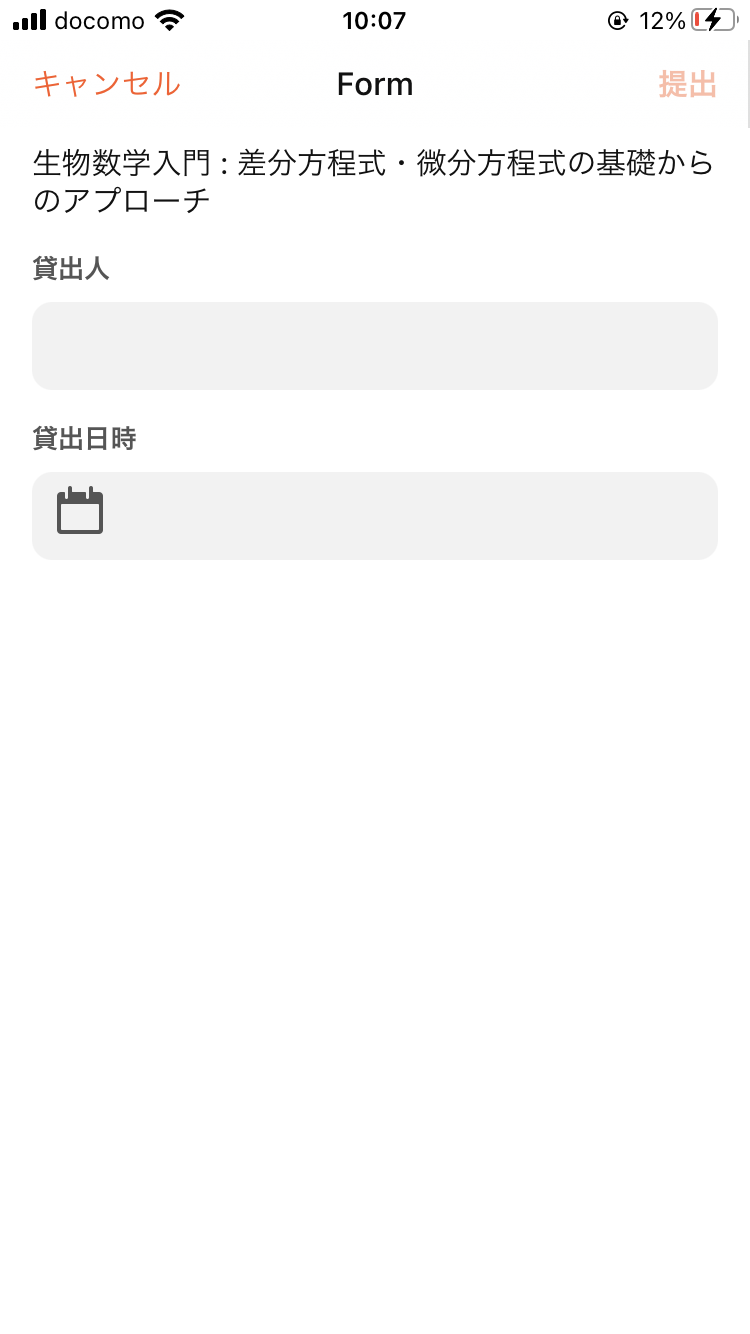 docomo 10:07 12%
キャンセル Form 提出
生物数学入門 : 差分方程式・微分方程式の基礎から
のアプローチ
貸出人
貸出日時